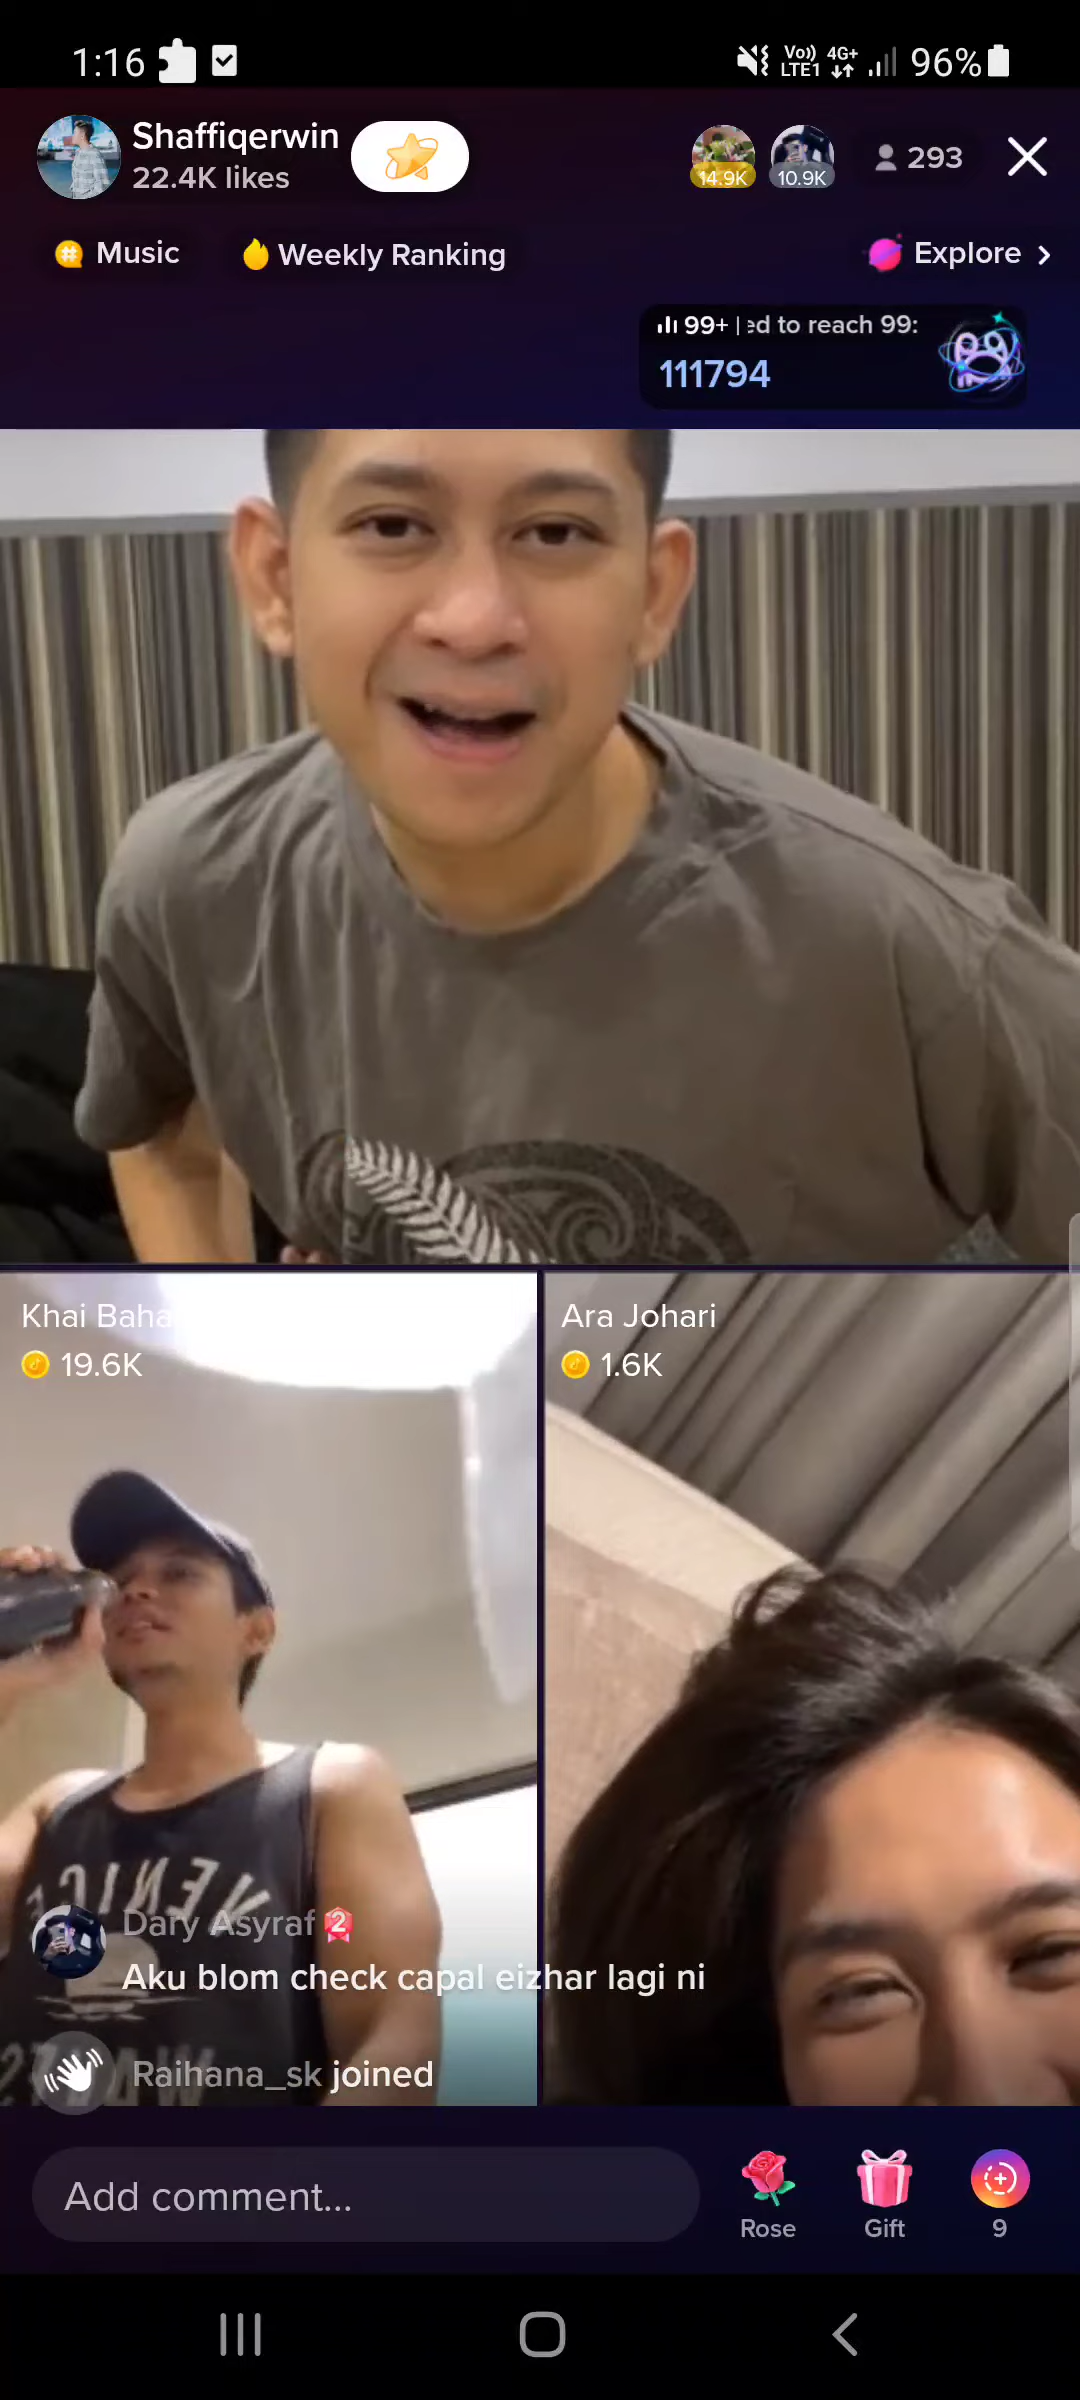 1:16
Vo)) LTE1 4G+ 96%
Shaffiqerwin
22.4K likes
14.9K
10.9K
293
Music
Weekly Ranking
Explore
99+ | ed to reach 99:
111794
Khai Baha
19.6K
Ara Johari
1.6K
VENICE
Dary Asyraf 2
Aku blom check capal eizhar lagi ni
Raihana_sk joined
Add comment...
Rose
Gift
9